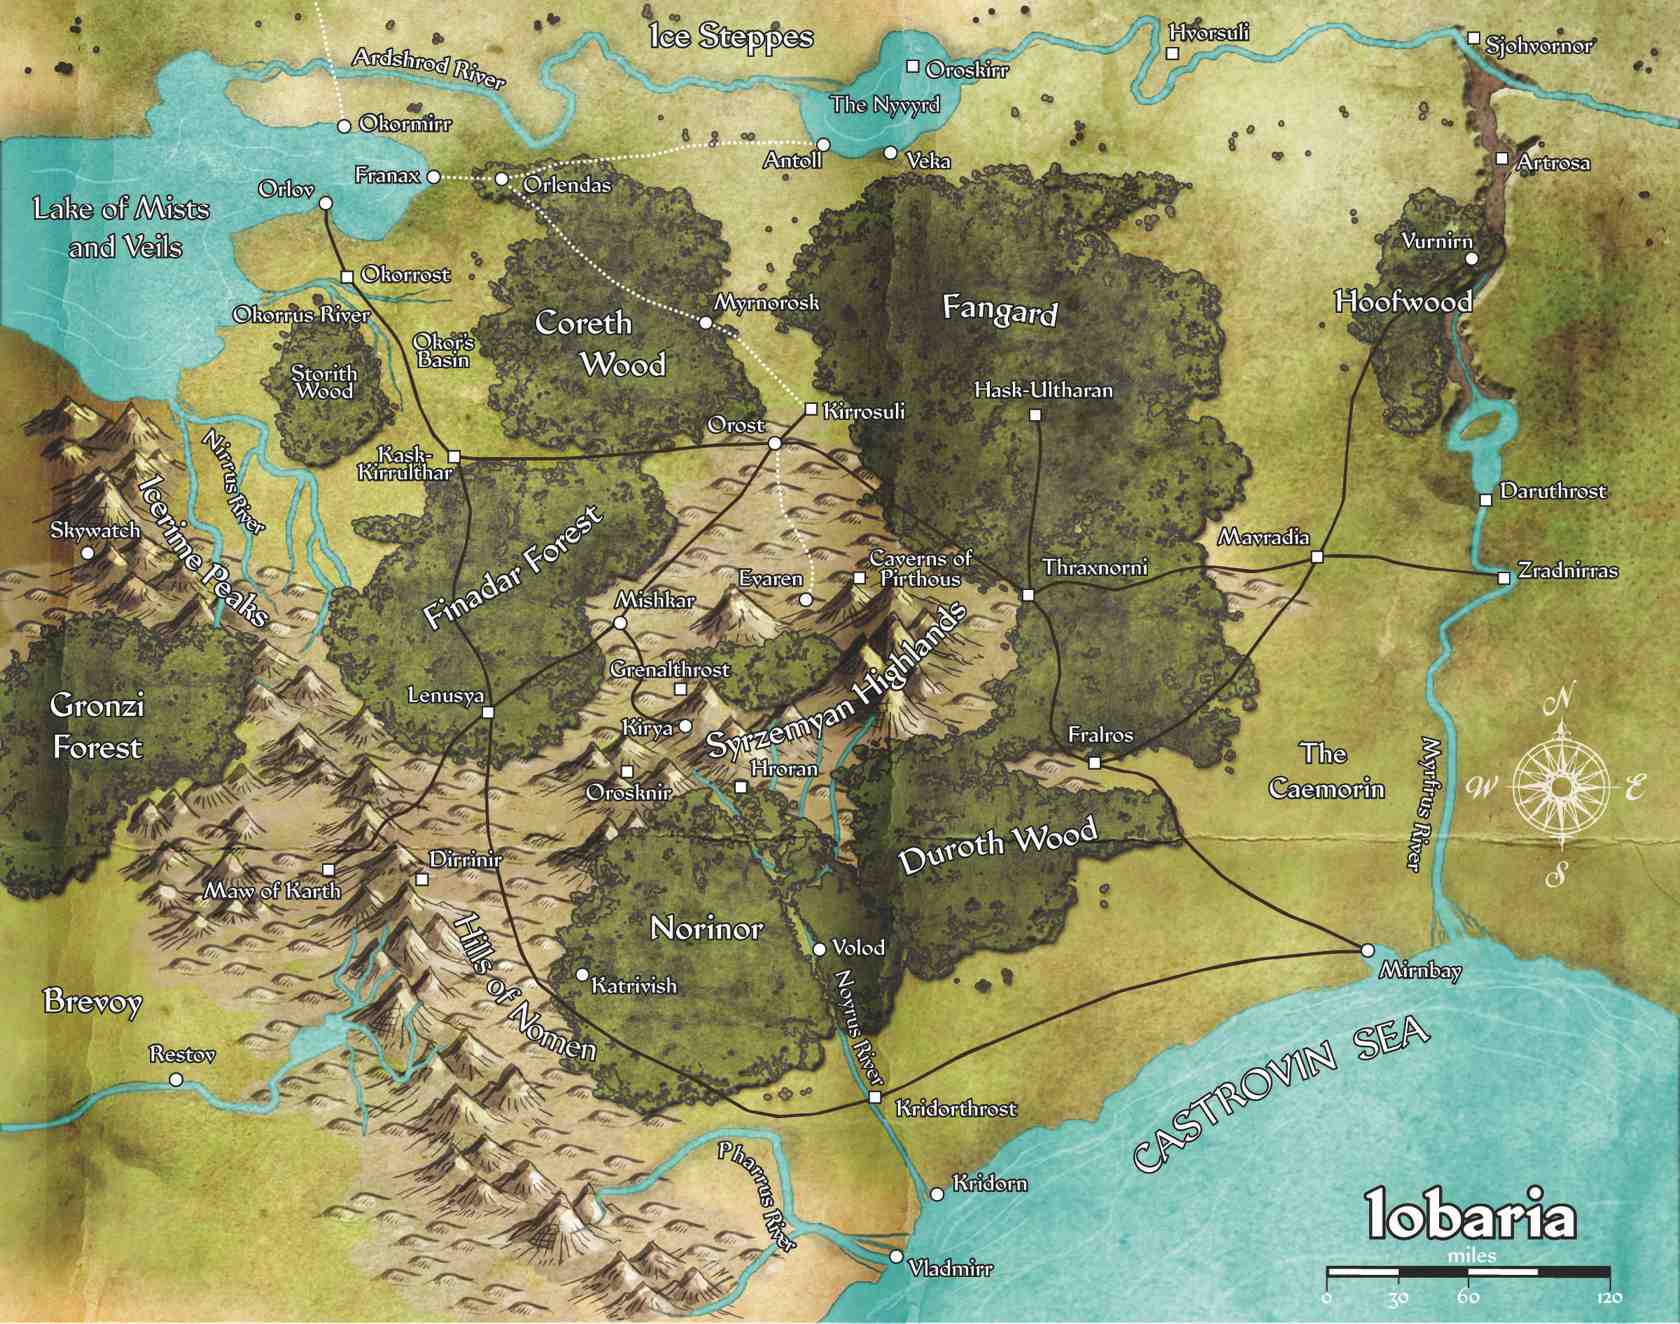 Ice Steppes
Hvorsuli
Sjohvornor
Ardshrod River
Oroskirr
The Nyvyrd
Okormirr
Antoll
Veka
Artrosa
Franax
Orlendas
Orlov
Lake of Mists
and Veils
Vurnirn
Okorrost
Hoofwood
Okorrus River
Myrnorosk
Fangard
Coreth
Wood
Okor's
Basin
Storith
Wood
Hask-Ultharan
Kirrosuli
Orost
Kask-
Kirrulthar
Nirrus River
Icerime Peaks
Skywatch
Daruthrost
Mavradia
Finadar Forest
Caverns of
Pirthous
Evaren
Thraxnorni
Zradnirras
Mishkar
Grenalthrost
Lenusya
Kirya
Syrzemyan Highlands
Gronzi
Forest
Fralros
The
Caemorin
Myrfrus River
N
W
E
S
Hroran
Orosknir
Duroth Wood
Maw of Karth
Dirrinir
Norinor
Volod
Katrivish
Hills of Nomen
Noyrus River
Mirnbay
Brevoy
Restov
CASTROVIN SEA
Kridorthrost
Pharrus River
Kridorn
Vladmirr
Iobaria
miles
0 30 60 120